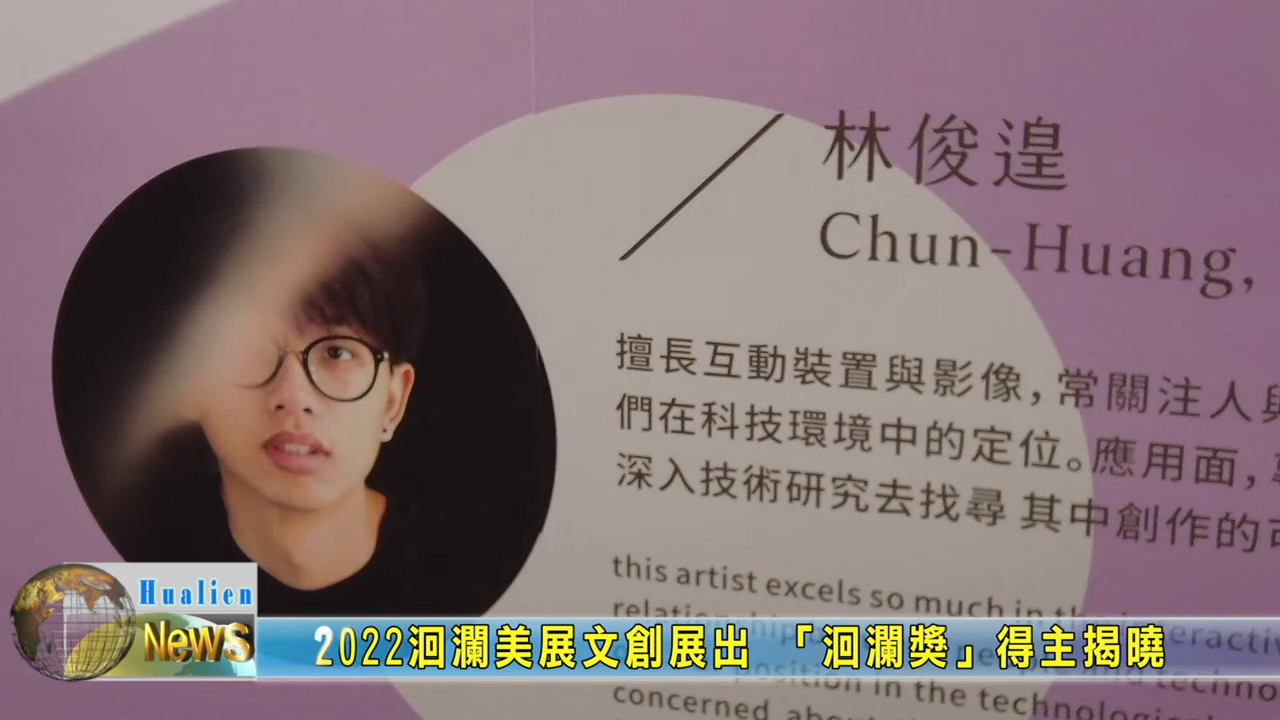 林俊遑
Chun-Huang,
擅長互動裝置與影像，常關注人與
們在科技環境中的定位。應用面，
深入技術研究去找尋 其中創作的可
this artist excels so much in
position in the technologic
concerned
Hualien
News
2022洄瀾美展文創展出 「洄瀾獎」得主揭曉